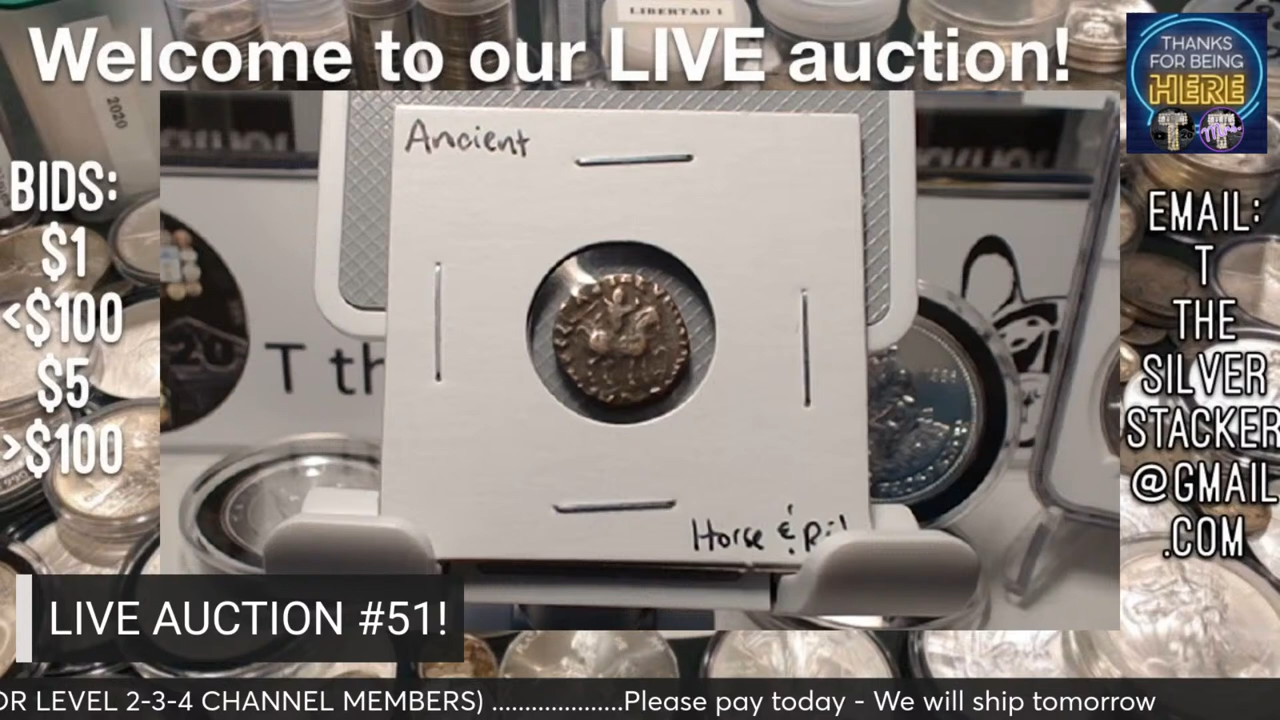 LIBERTAD 1
Welcome to our LIVE auction!
THANKS
FOR BEING
HERE
2020
BIDS:
$1
<$100
$5
>$100
Ancient
T th
Horse &
EMAIL:
T
THE
SILVER
STACKER
@GMAIL
.COM
LIVE AUCTION #51!
OR LEVEL 2-3-4 CHANNEL MEMBERS) ....................Please pay today - We will ship tomorrow